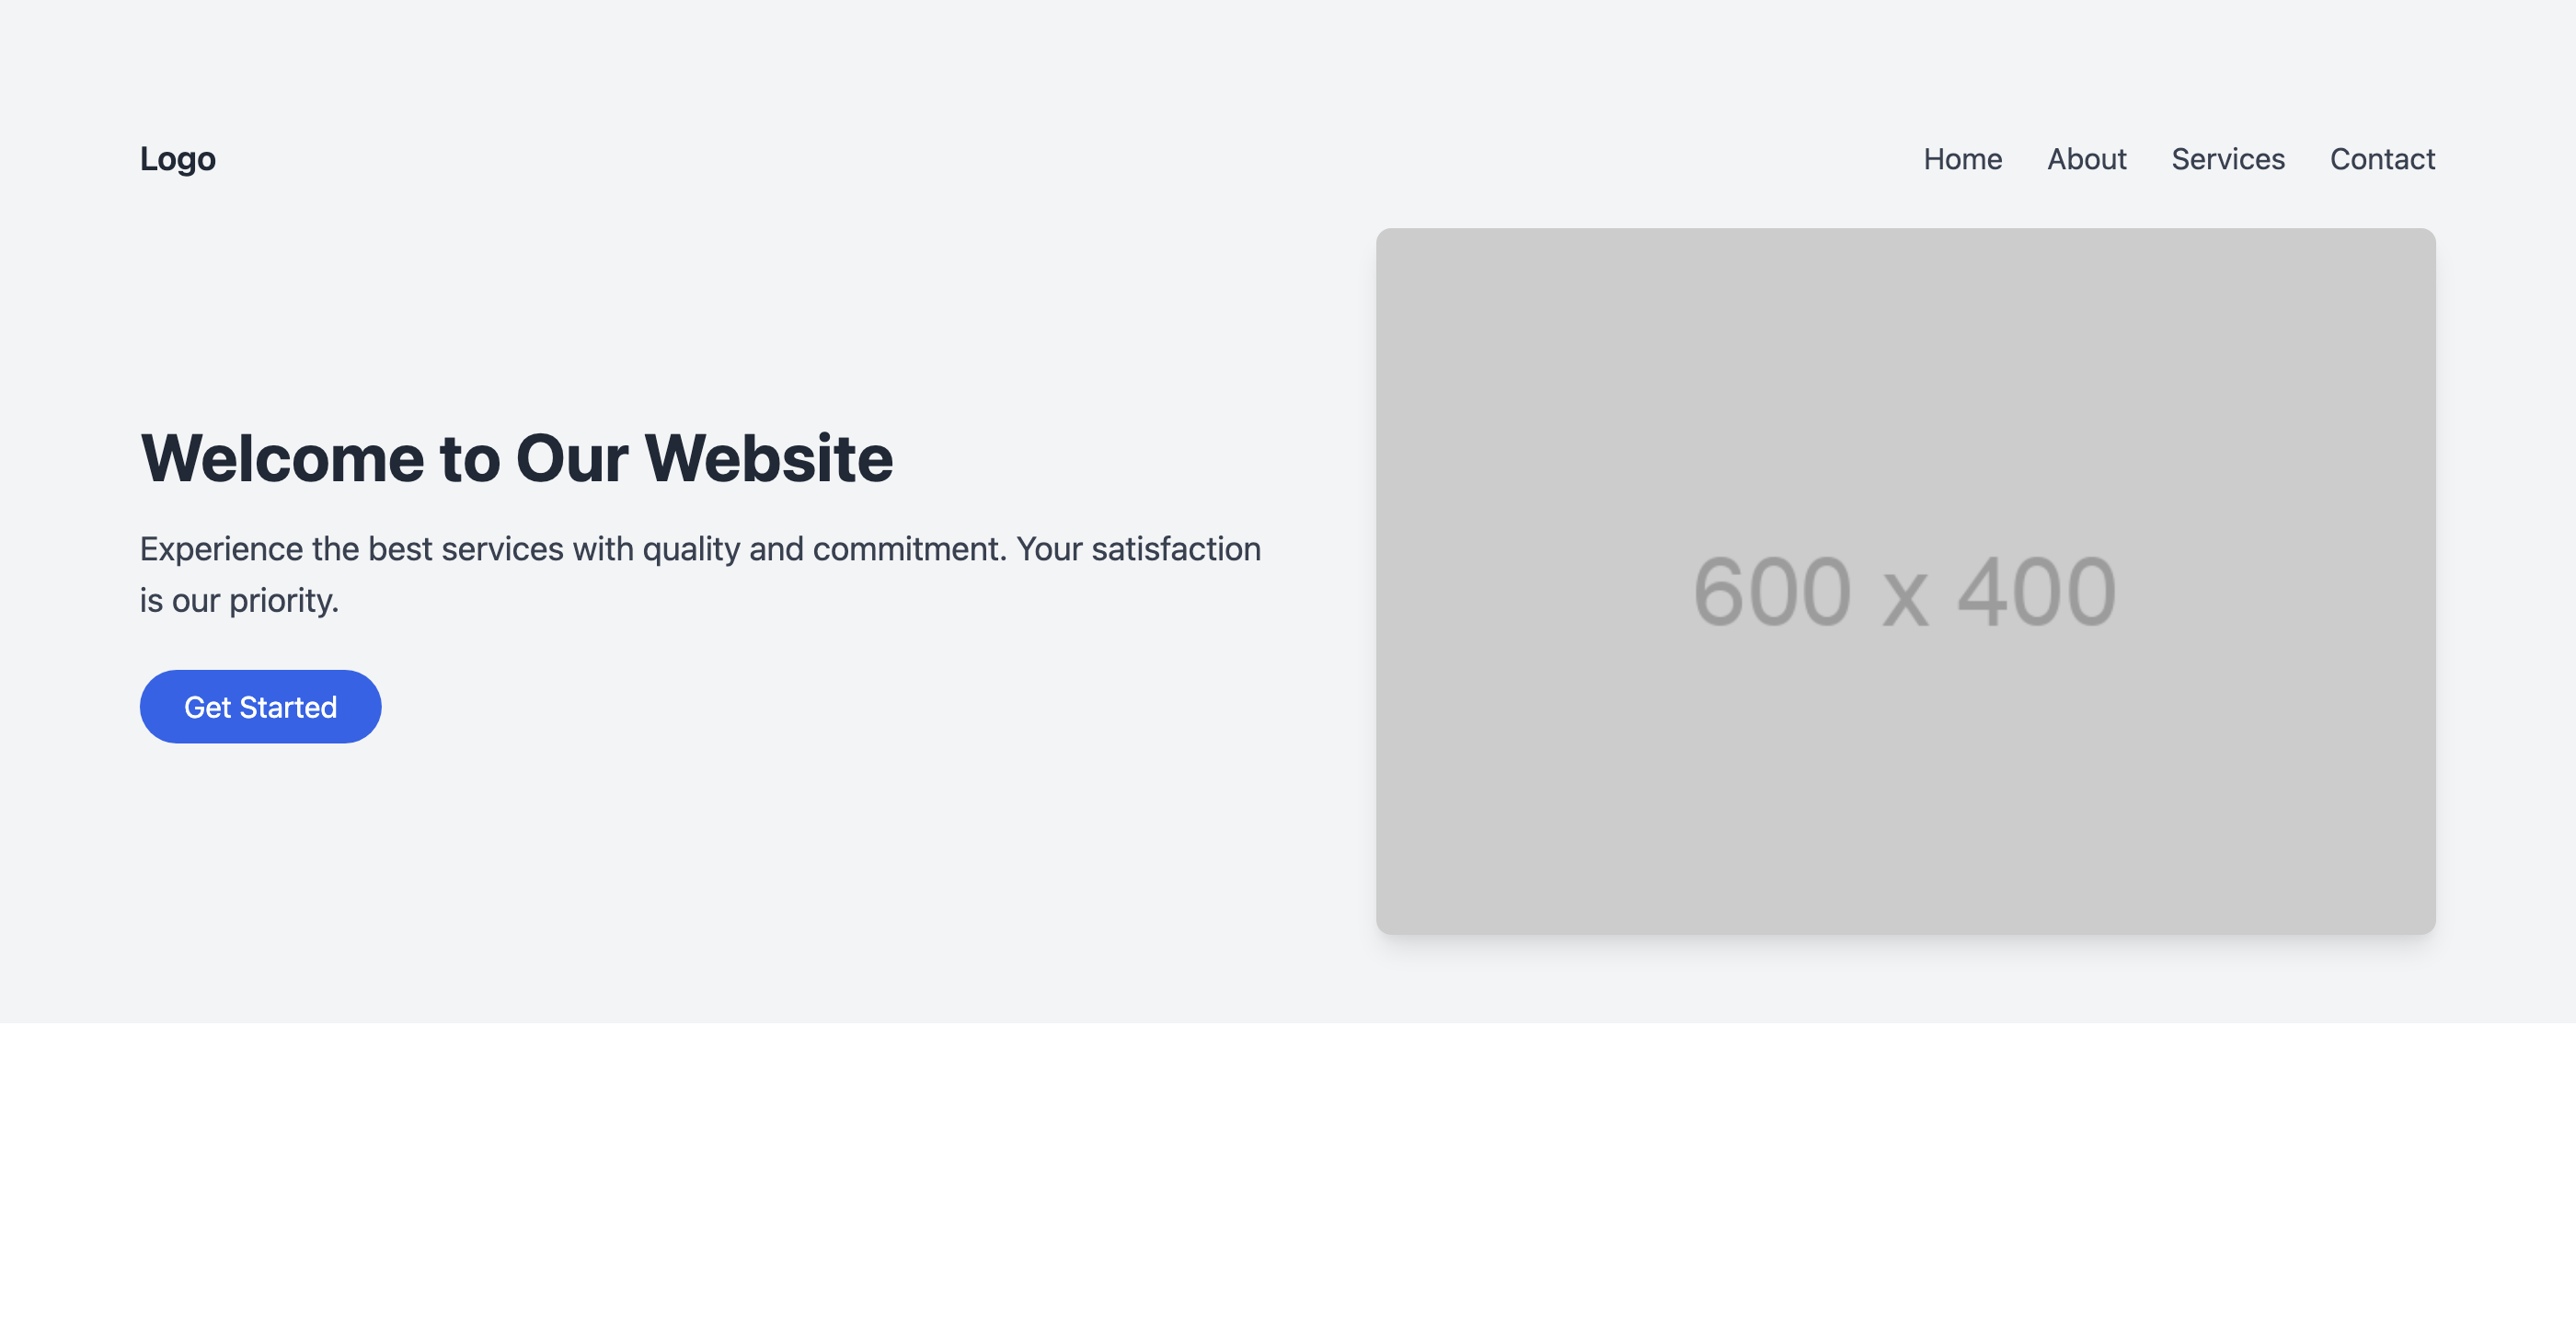 Logo
Home About Services Contact
Welcome to Our Website
Experience the best services with quality and commitment. Your satisfaction
is our priority.
Get Started
600 x 400